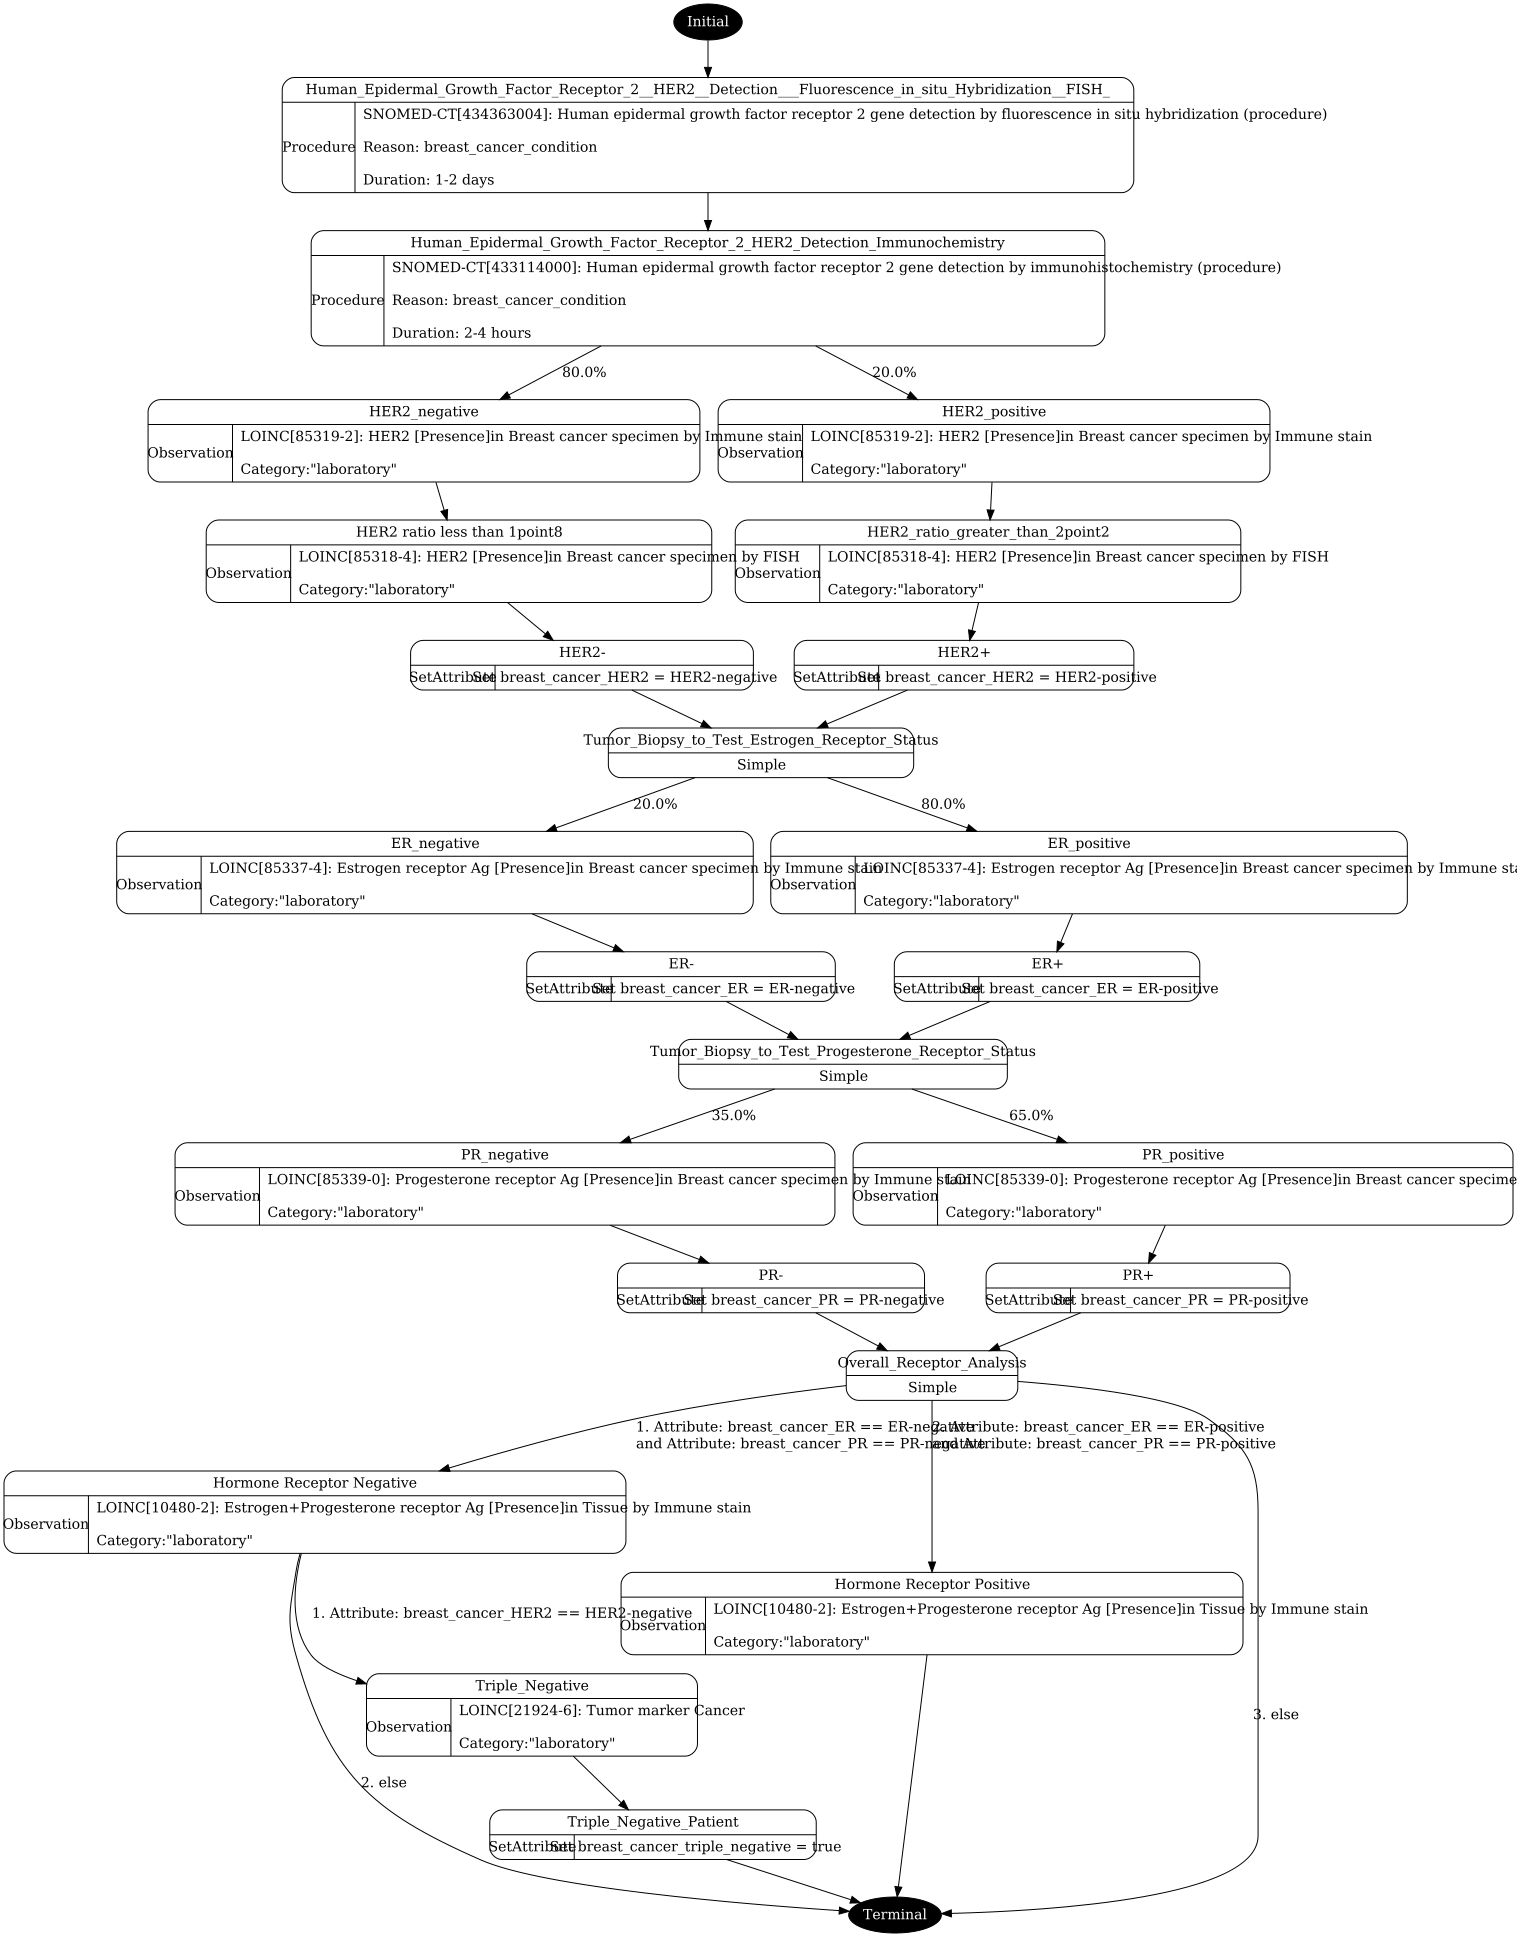 Initial
Human_Epidermal_Growth_Factor_Receptor_2__HER2__Detection___Fluorescence_in_situ_Hybridization__FISH_
Procedure
SNOMED-CT[434363004]: Human epidermal growth factor receptor 2 gene detection by fluorescence in situ hybridization (procedure)
Reason: breast_cancer_condition
Duration: 1-2 days
Human_Epidermal_Growth_Factor_Receptor_2_HER2_Detection_Immunochemistry
Procedure
SNOMED-CT[433114000]: Human epidermal growth factor receptor 2 gene detection by immunohistochemistry (procedure)
Reason: breast_cancer_condition
Duration: 2-4 hours
80.0%
20.0%
HER2_negative
Observation
LOINC[85319-2]: HER2 [Presence]in Breast cancer specimen by Immune stain
Category:"laboratory"
HER2_positive
Observation
LOINC[85319-2]: HER2 [Presence]in Breast cancer specimen by Immune stain
Category:"laboratory"
HER2 ratio less than 1point8
Observation
LOINC[85318-4]: HER2 [Presence]in Breast cancer specimen by FISH
Category:"laboratory"
HER2_ratio_greater_than_2point2
Observation
LOINC[85318-4]: HER2 [Presence]in Breast cancer specimen by FISH
Category:"laboratory"
HER2-
SetAttribute
Set breast_cancer_HER2 = HER2-negative
HER2+
SetAttribute
Set breast_cancer_HER2 = HER2-positive
Tumor_Biopsy_to_Test_Estrogen_Receptor_Status
Simple
20.0%
80.0%
ER_negative
Observation
LOINC[85337-4]: Estrogen receptor Ag [Presence]in Breast cancer specimen by Immune stain
Category:"laboratory"
ER_positive
Observation
LOINC[85337-4]: Estrogen receptor Ag [Presence]in Breast cancer specimen by Immune sta
Category:"laboratory"
ER-
SetAttribute
Set breast_cancer_ER = ER-negative
ER+
SetAttribute
Set breast_cancer_ER = ER-positive
Tumor_Biopsy_to_Test_Progesterone_Receptor_Status
Simple
35.0%
65.0%
PR_negative
Observation
LOINC[85339-0]: Progesterone receptor Ag [Presence]in Breast cancer specimen by Immune stain
Category:"laboratory"
PR_positive
Observation
LOINC[85339-0]: Progesterone receptor Ag [Presence]in Breast cancer specime
Category:"laboratory"
PR-
SetAttribute
Set breast_cancer_PR = PR-negative
PR+
SetAttribute
Set breast_cancer_PR = PR-positive
Overall_Receptor_Analysis
Simple
1. Attribute: breast_cancer_ER == ER-negative
and Attribute: breast_cancer_PR == PR-negative
2. Attribute: breast_cancer_ER == ER-positive
and Attribute: breast_cancer_PR == PR-positive
Hormone Receptor Negative
Observation
LOINC[10480-2]: Estrogen+Progesterone receptor Ag [Presence]in Tissue by Immune stain
Category:"laboratory"
Hormone Receptor Positive
Observation
LOINC[10480-2]: Estrogen+Progesterone receptor Ag [Presence]in Tissue by Immune stain
Category:"laboratory"
1. Attribute: breast_cancer_HER2 == HER2-negative
Triple_Negative
Observation
LOINC[21924-6]: Tumor marker Cancer
Category:"laboratory"
3. else
2. else
Triple_Negative_Patient
SetAttribute
Set breast_cancer_triple_negative = true
Terminal